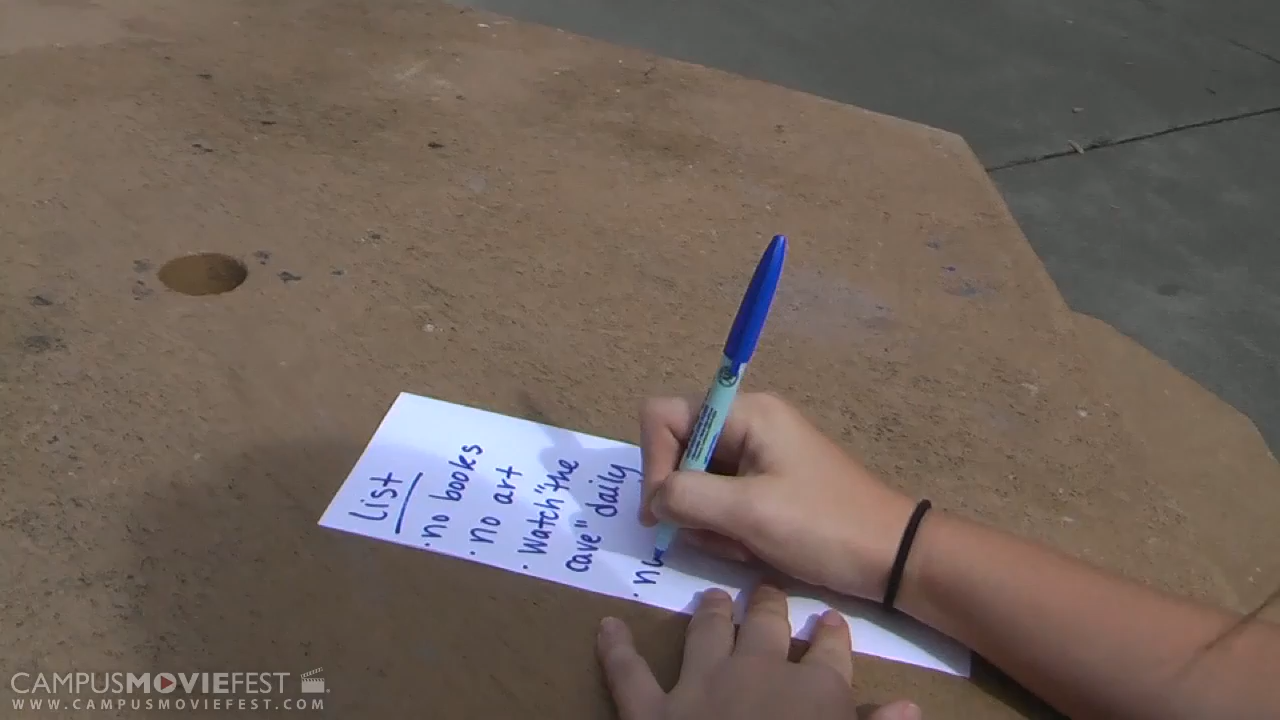 List
· no books
· no art
· Watch "the
cave" daily
CAMPUSMOVIEFEST
WWW.CAMPUSMOVIEFEST.COM